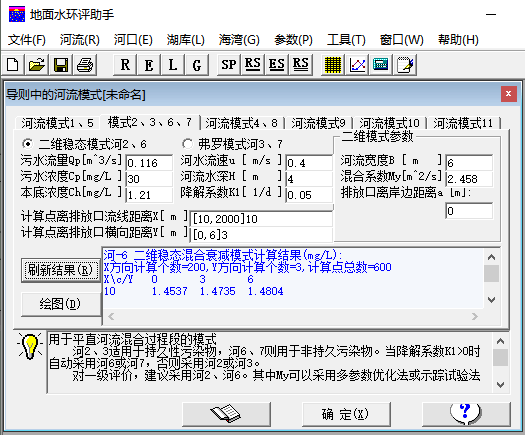 地面水环评助手
文件(F) 河流(R) 河口(E) 湖库(L) 海湾(G) 参数(P) 工具(T) 窗口(W) 帮助(H)
R E L G SP RS ES RS
导则中的河流模式[未命名]
河流模式1、5 模式2、3、6、7 河流模式4、8 河流模式9 河流模式10 河流模式11
二维稳态模式河2、6 弗罗模式河3、7 二维模式参数
污水流量Qp[m^3/s] 0.116 河水流速u [ m/s ] 0.4 河流宽度B [ m ] 6
污水浓度Cp[mg/L ] 30 河流水深H [ m ] 4 混合系数My[m^2/s] 2.458
本底浓度Ch[mg/L ] 1.21 降解系数K1[ 1/d ] 0.05 排放口离岸边距离a [m]:
0
计算点离排放口流线距离X[ m ] [10,2000]10
计算点离排放口横向距离Y[ m ] [0,6]3
刷新结果(R)
绘图(D)
河-6 二维稳态混合衰减模式计算结果(mg/L):
X方向计算个数=200,Y方向计算个数=3,计算点总数=600
X\c/Y 0 3 6
10 1.4537 1.4735 1.4804
用于平直河流混合过程段的模式
河2、3适用于持久性污染物，河6、7则用于非持久污染物。当降解系数K1>0时
自动采用河6或河7，否则采用河2或河3。
对一级评价，建议采用河2、河6。其中My可以采用多参数优化法或示踪试验法
确 定(X)